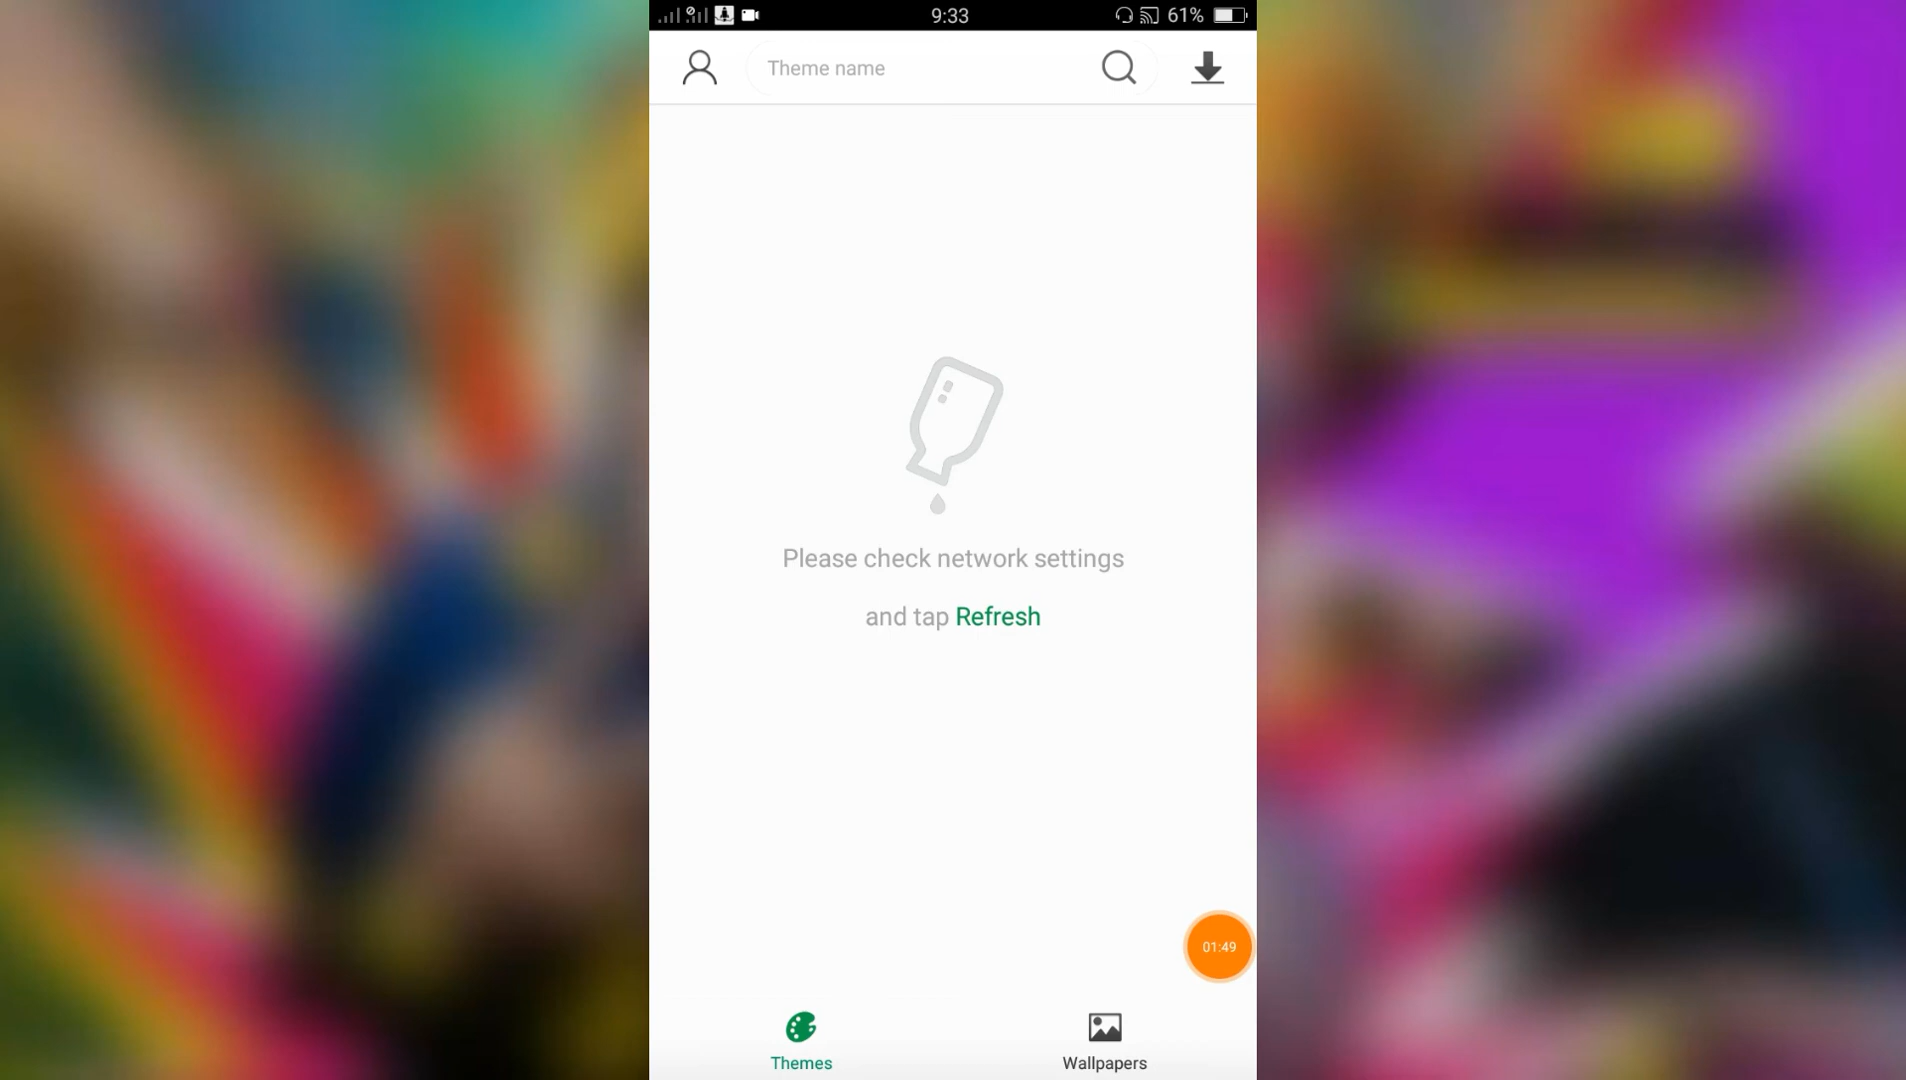 9:33
61%
Theme name
Please check network settings
and tap Refresh
01:49
Themes
Wallpapers